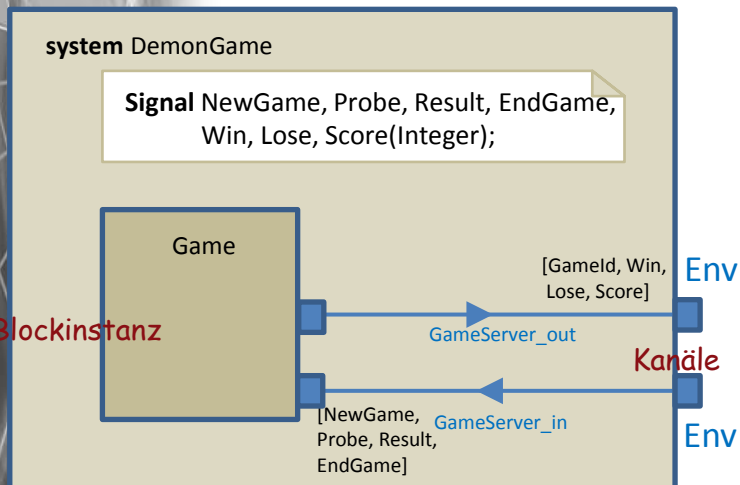 system DemonGame
Signal NewGame, Probe, Result, EndGame,
Win, Lose, Score(Integer);
Game
[GameId, Win,
Lose, Score]
Env
Blockinstanz
GameServer_out
Kanäle
[NewGame,
Probe, Result,
EndGame]
GameServer_in
Env